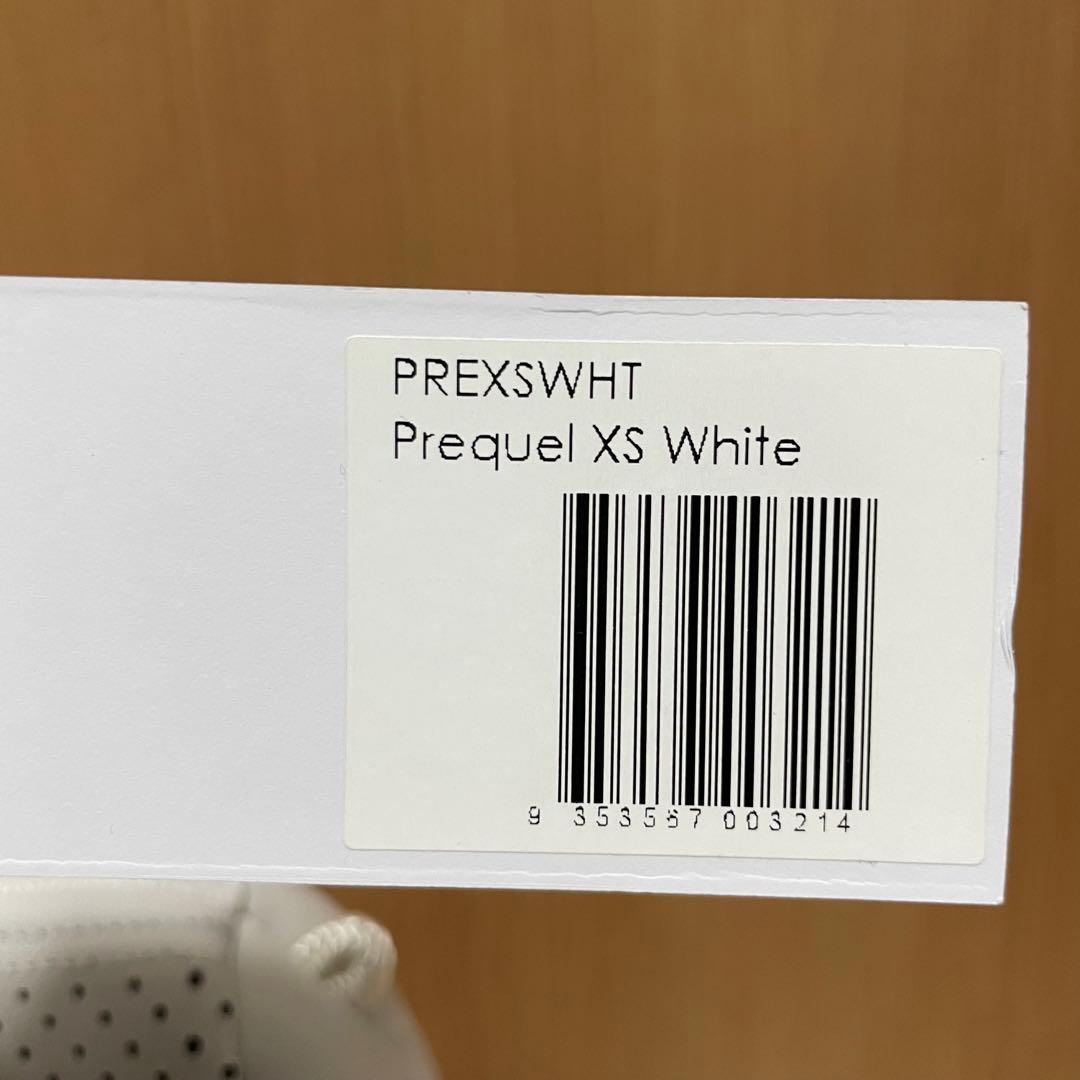 PREXSWHT
Prequel XS White
9 353567 003214